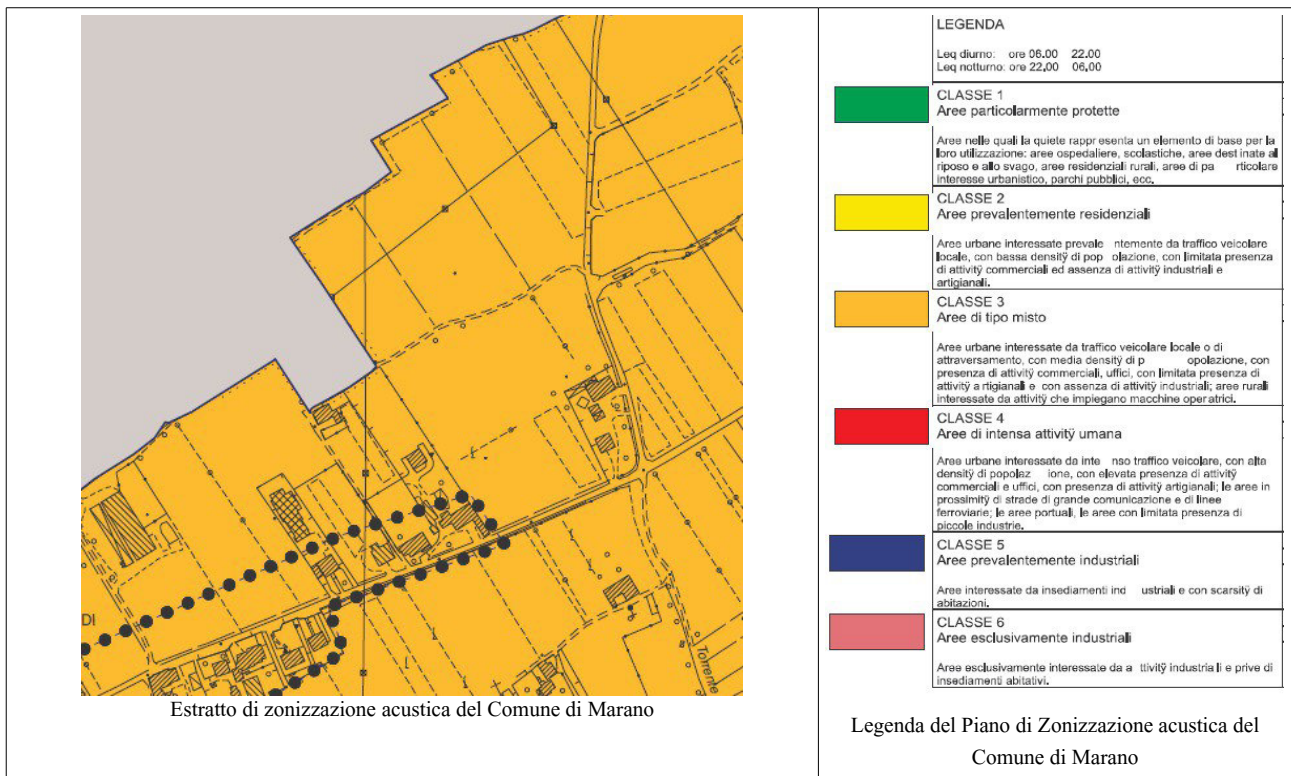 DI
Torrente
Estratto di zonizzazione acustica del Comune di Marano
LEGENDA
Leq diurno: ore 06.00 22.00
Leq notturno: ore 22,00 06,00
CLASSE 1
Aree particolarmente protette
Aree nelle quali la quiete rappr esenta un elemento di base per la
loro utilizzazione: aree ospedaliere, scolastiche, aree dest inate al
riposo e allo svago, aree residenziali rurali, aree di pa rticolare
interesse urbanistico, parchi pubblici, ecc.
CLASSE 2
Aree prevalentemente residenziali
Aree urbane interessate prevale ntemente da traffico veicolare
locale, con bassa densitÿ di pop olazione, con limitata presenza
di attivitÿ commerciali ed assenza di attivitÿ industriali e
artigianali.
CLASSE 3
Aree di tipo misto
Aree urbane interessate da traffico veicolare locale o di
attraversamento, con media densitÿ di p opolazione, con
presenza di attivitÿ commerciali, uffici, con limitata presenza di
attivitÿ a rtigianali e con assenza di attivitÿ industriali; aree rurali
interessate da attivitÿ che impiegano macchine oper atrici.
CLASSE 4
Aree di intensa attivitÿ umana
Aree urbane interessate da inte nso traffico veicolare, con alta
densitÿ di popolaz ione, con elevata presenza di attivitÿ
commerciali e uffici, con presenza di attivitÿ artigianali; le aree in
prossimitÿ di strade di grande comunicazione e di linee
ferroviarie; le aree portuali, le aree con limitata presenza di
piccole industrie.
CLASSE 5
Aree prevalentemente industriali
Aree interessate da insediamenti ind ustriali e con scarsitÿ di
abitazioni.
CLASSE 6
Aree esclusivamente industriali
Aree esclusivamente interessate da a ttivitÿ industria li e prive di
insediamenti abitativi.
Legenda del Piano di Zonizzazione acustica del
Comune di Marano